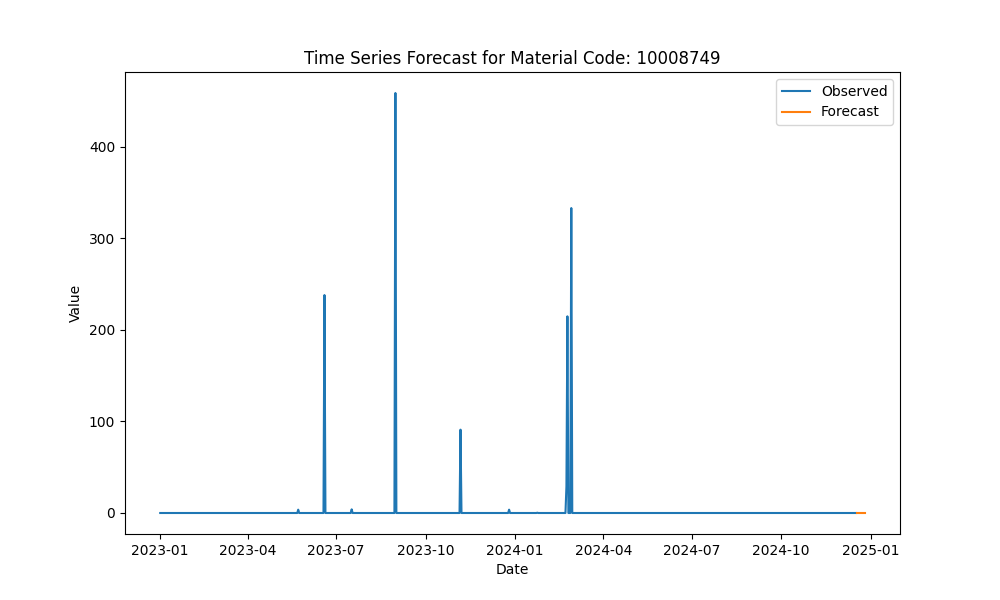 Time Series Forecast for Material Code: 10008749
Observed
Forecast
Value
400
300
200
100
0
2023-01 2023-04 2023-07 2023-10 2024-01 2024-04 2024-07 2024-10 2025-01
Date